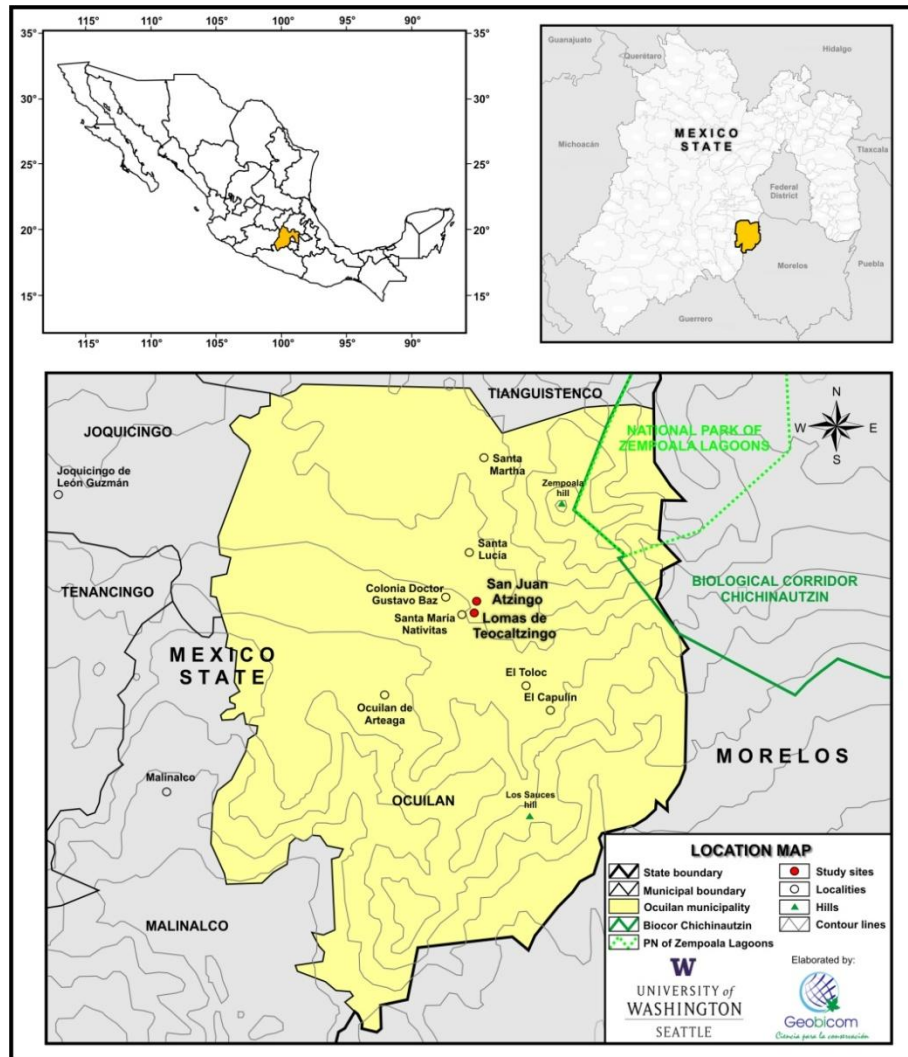 115° 110° 105° 100° 95° 90°
35°
35°
30°
30°
25°
25°
20°
20°
15°
15°
115° 110° 105° 100° 95° 90°
Guanajuato
Querétaro
Hidalgo
MEXICO
STATE
Michoacán
Tlaxcala
Federal
District
Morelos
Puebla
Guerrero
TIANGUISTENCO
JOQUICINGO
NATIONAL PARK OF
ZEMPOALA LAGOONS
N
W E
S
Joquicingo de
León Guzmán
Santa
Martha
Zempoala
hill
Santa
Lucía
TENANCINGO
Colonia Doctor
Gustavo Baz
San Juan
Atzingo
BIOLOGICAL CORRIDOR
CHICHINAUTZIN
Santa María
Nativitas
Lomas de
Teocaltzingo
MEXICO
STATE
El Toloc
El Capulín
Ocuilan de
Arteaga
MORELOS
Malinalco
OCUILAN
Los Sauces
hill
MALINALCO
LOCATION MAP
State boundary
Municipal boundary
Ocuilan municipality
Biocor Chichinautzin
PN of Zempoala Lagoons
Study sites
Localities
Hills
Contour lines
W
UNIVERSITY of
WASHINGTON
SEATTLE
Elaborated by:
Geobicom
Ciencia para la conservación